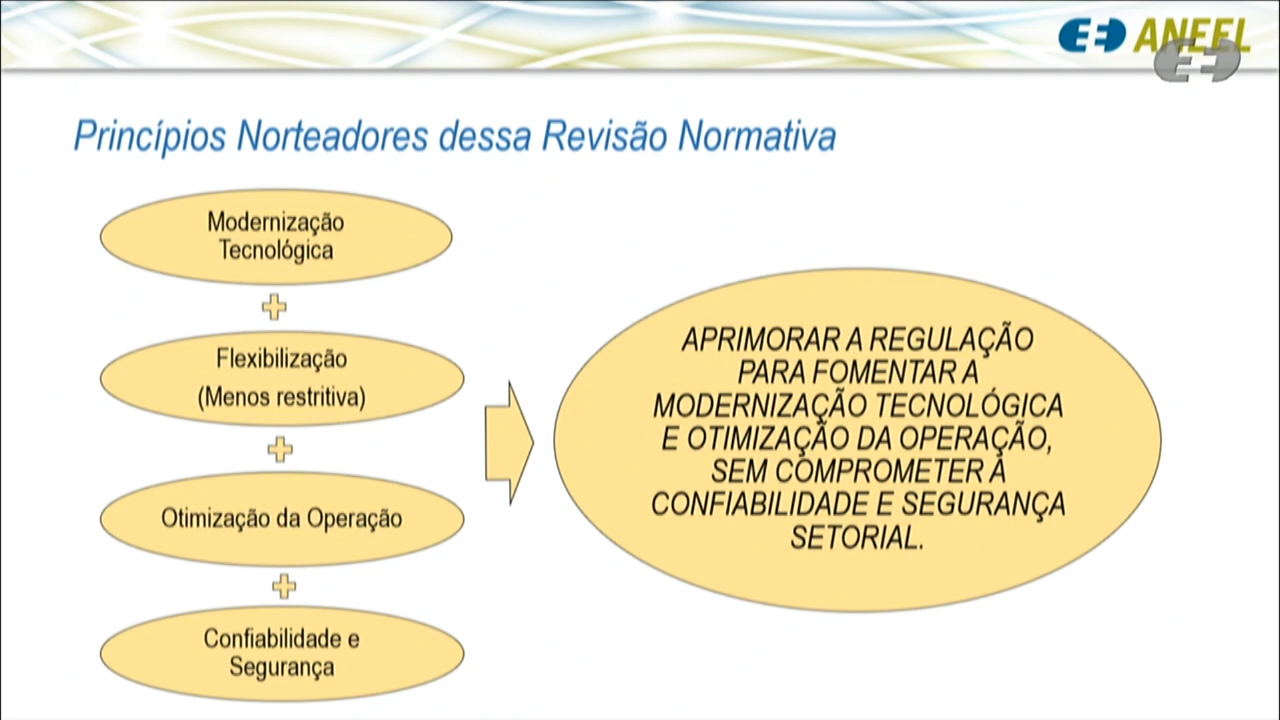 ANEEL
Princípios Norteadores dessa Revisão Normativa
Modernização
Tecnológica
Flexibilização
(Menos restritiva)
Otimização da Operação
Confiabilidade e
Segurança
APRIMORAR A REGULAÇÃO
PARA FOMENTAR A
MODERNIZAÇÃO TECNOLÓGICA
E OTIMIZAÇÃO DA OPERAÇÃO,
SEM COMPROMETER A
CONFIABILIDADE E SEGURANÇA
SETORIAL.